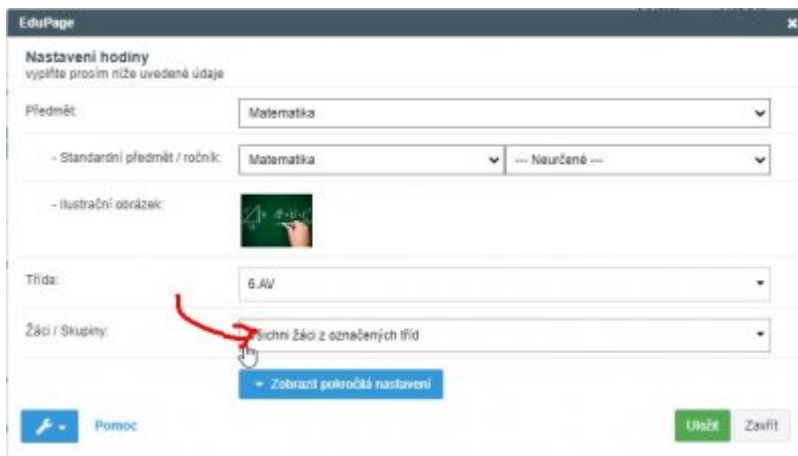 EduPage
Nastavení hodiny
vyplňte prosím níže uvedené údaje
Předmět: Matematika
- Standardní předmět / ročník: Matematika --- Neurčené ---
- Ilustrační obrázek:
Třída: 6.AV
Žáci / Skupiny: žáci z označených tříd
Zobrazit pokročilá nastavení
Pomoc Uložit Zavřít